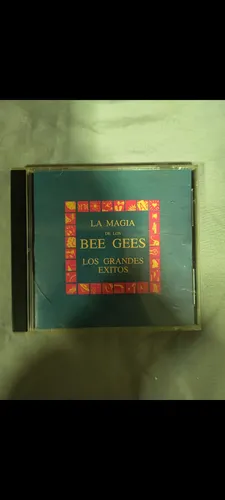 LA MAGIA
DE LOS
BEE GEES
LOS GRANDES
EXITOS